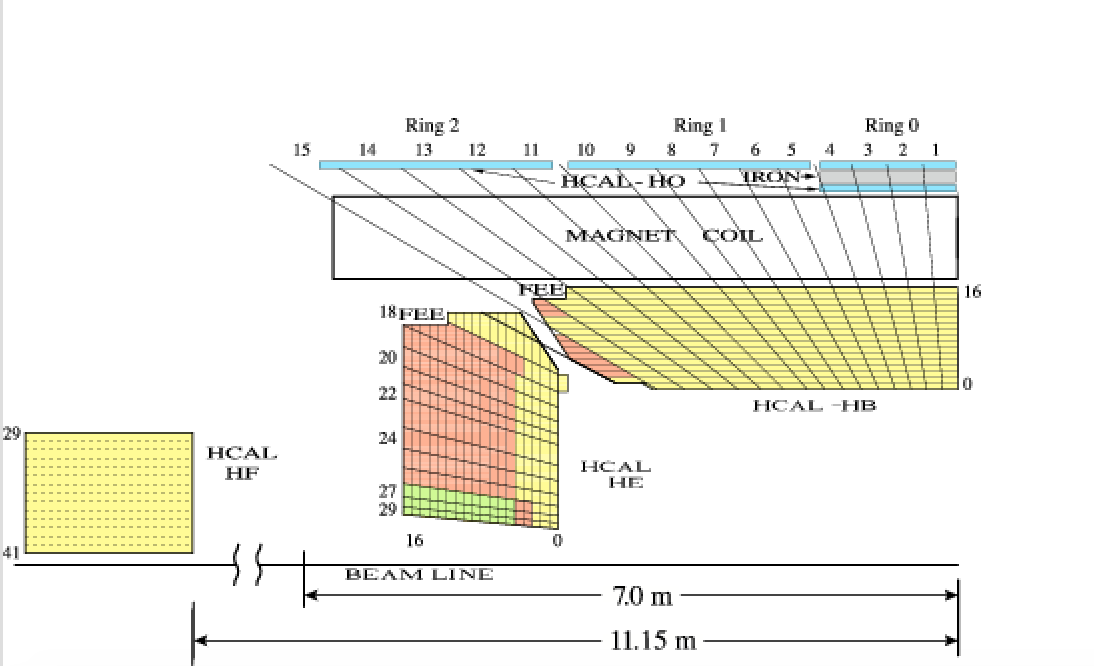 Ring 2 Ring 1 Ring 0
15 14 13 12 11 10 9 8 7 6 5 4 3 2 1
HCAL-HO IRON
MAGNET COIL
FEE 16
18 FEE
20
22 0
HCAL -HB
24
29 HCAL
HF
HCAL
HE
27
29
16 0
41
BEAM LINE
7.0 m
11.15 m